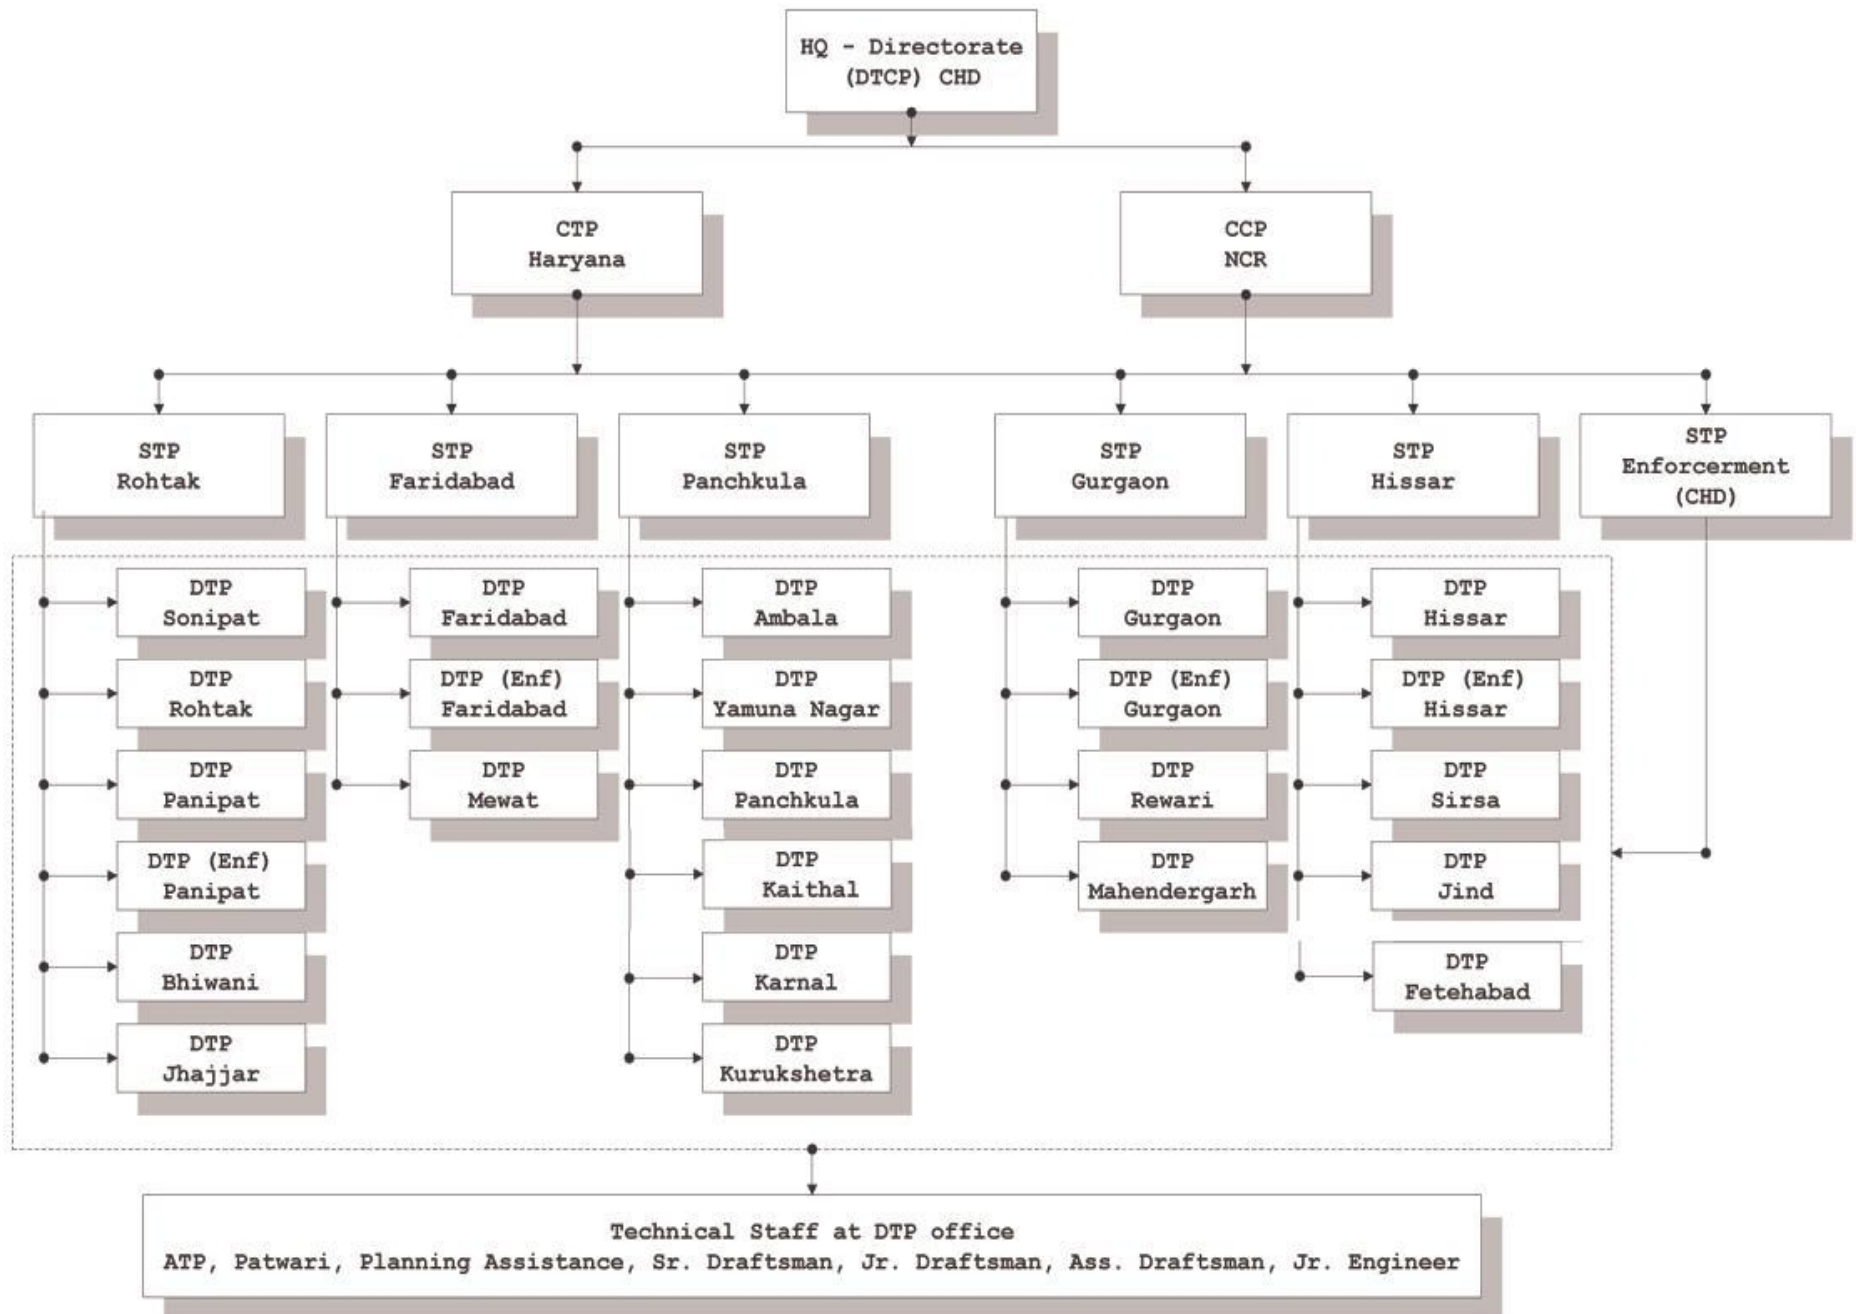 HQ - Directorate
(DTCP) CHD
CTP
Haryana
CCP
NCR
STP
Rohtak
STP
Faridabad
STP
Panchkula
STP
Gurgaon
STP
Hissar
STP
Enforcerment
(CHD)
DTP
Sonipat
DTP
Rohtak
DTP
Panipat
DTP (Enf)
Panipat
DTP
Bhiwani
DTP
Jhajjar
DTP
Faridabad
DTP (Enf)
Faridabad
DTP
Mewat
DTP
Ambala
DTP
Yamuna Nagar
DTP
Panchkula
DTP
Kaithal
DTP
Karnal
DTP
Kurukshetra
DTP
Gurgaon
DTP (Enf)
Gurgaon
DTP
Rewari
DTP
Mahendergarh
DTP
Hissar
DTP (Enf)
Hissar
DTP
Sirsa
DTP
Jind
DTP
Fetehabad
Technical Staff at DTP office
ATP, Patwari, Planning Assistance, Sr. Draftsman, Jr. Draftsman, Ass. Draftsman, Jr. Engineer